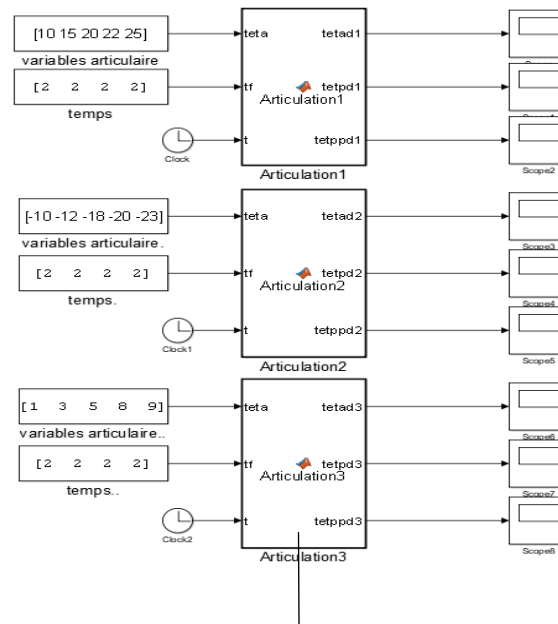 [10 15 20 22 25]
variables articulaire
[2 2 2 2]
temps
Clock
teta
tf
t
Articulation1
tetad1
tetpd1
tetppd1
Articulation1
Scope2
[-10 -12 -18 -20 -23]
variables articulaire.
[2 2 2 2]
temps.
Clock1
teta
tf
t
Articulation2
tetad2
tetpd2
tetppd2
Articulation2
Scope3
Scope4
Scope5
[1 3 5 8 9]
variables articulaire..
[2 2 2 2]
temps..
Clock2
teta
tf
t
Articulation3
tetad3
tetpd3
tetppd3
Articulation3
Scope6
Scope7
Scope8